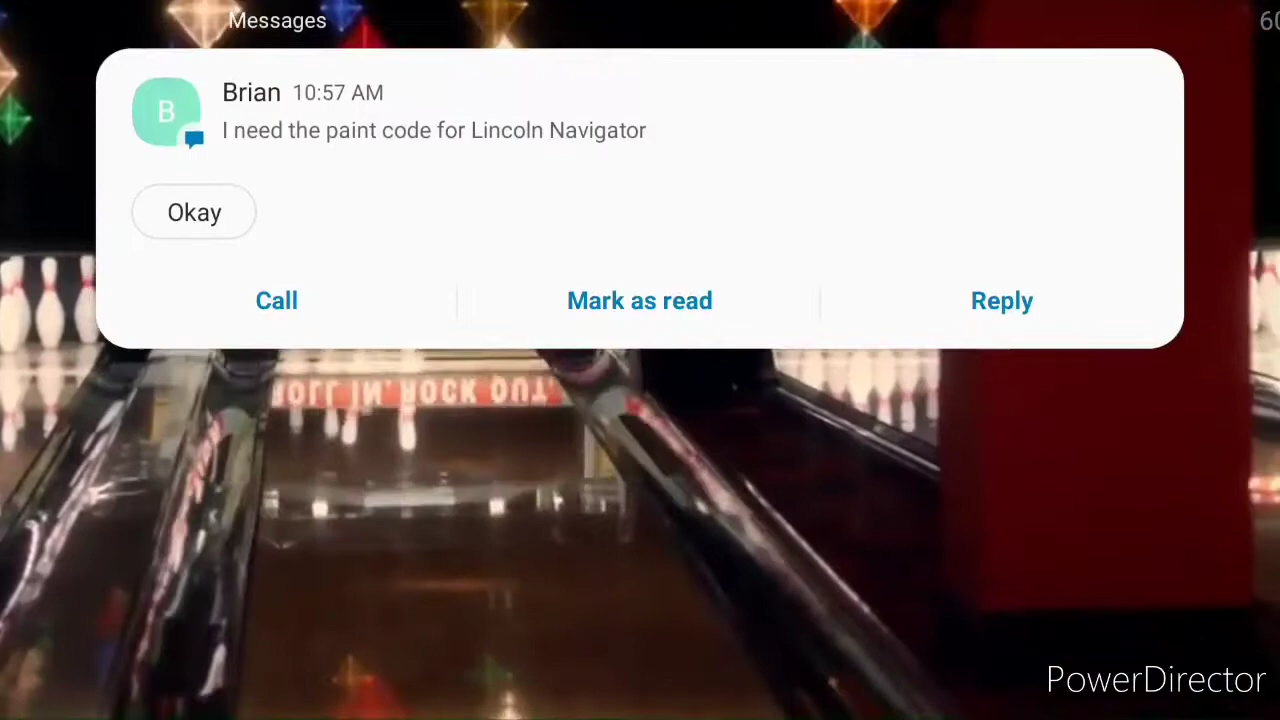 Messages
60
B
Brian 10:57 AM
I need the paint code for Lincoln Navigator
Okay
Call Mark as read Reply
ROLL IN' ROCK OUT'
PowerDirector